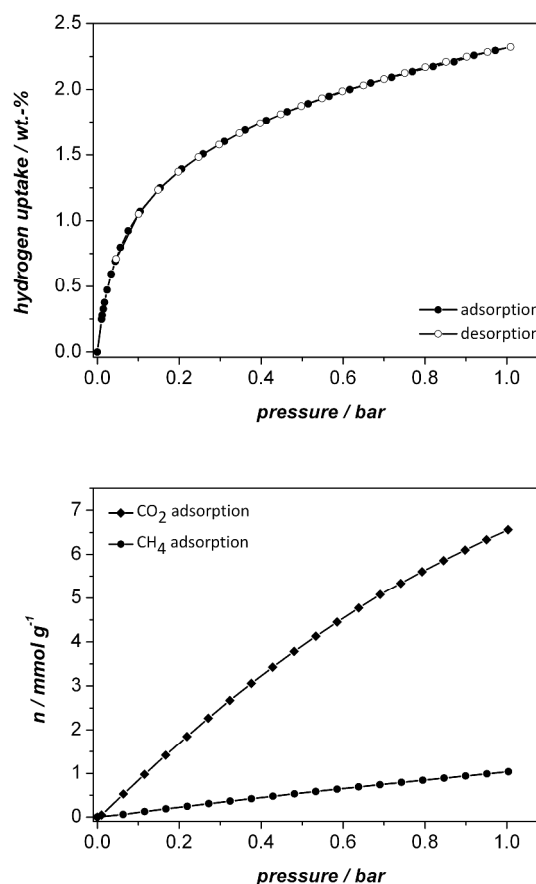 hydrogen uptake / wt.-%
2.5
2.0
1.5
1.0
0.5
0.0
adsorption
desorption
0.0 0.2 0.4 0.6 0.8 1.0
pressure / bar
n / mmol g⁻¹
7
6
5
4
3
2
1
0
CO₂ adsorption
CH₄ adsorption
0.0 0.2 0.4 0.6 0.8 1.0
pressure / bar